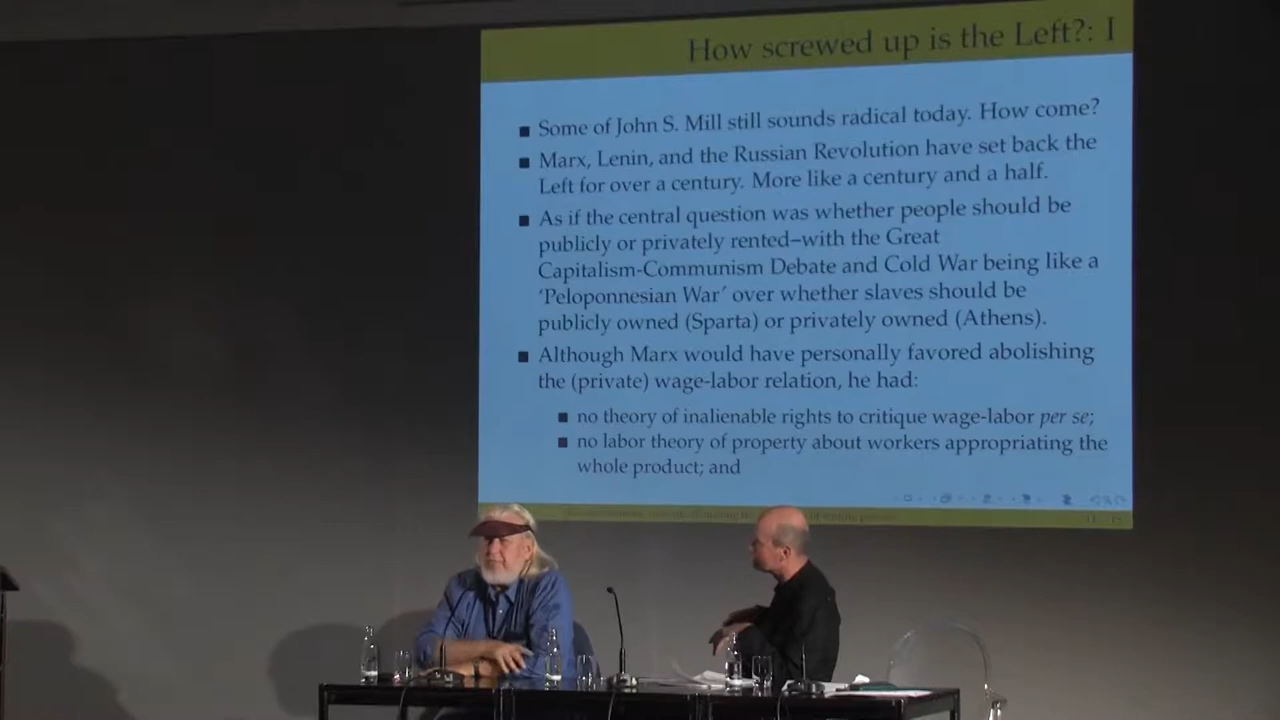 How screwed up is the Left?: I
Some of John S. Mill still sounds radical today. How come?
Marx, Lenin, and the Russian Revolution have set back the
Left for over a century. More like a century and a half.
As if the central question was whether people should be
publicly or privately rented–with the Great
Capitalism-Communism Debate and Cold War being like a
'Peloponnesian War' over whether slaves should be
publicly owned (Sparta) or privately owned (Athens).
Although Marx would have personally favored abolishing
the (private) wage-labor relation, he had:
no theory of inalienable rights to critique wage-labor per se;
no labor theory of property about workers appropriating the
whole product; and